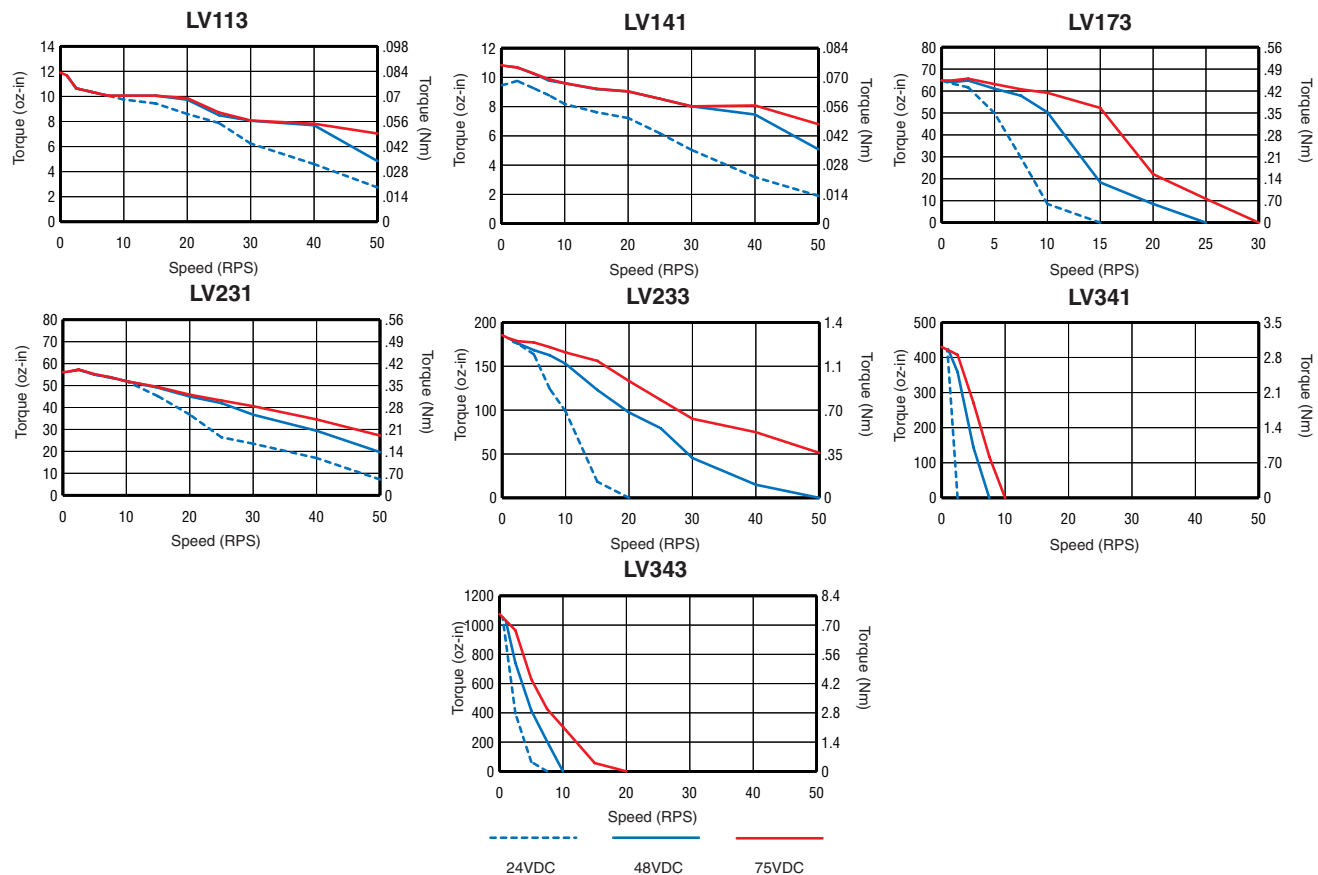 LV113
Torque (oz-in)
14
12
10
8
6
4
2
0
.098
.084
.07
.056
.042
.028
.014
0
Torque (Nm)
0 10 20 30 40 50
Speed (RPS)
LV141
Torque (oz-in)
12
10
8
6
4
2
0
.084
.070
.056
.042
.028
.014
0
Torque (Nm)
0 10 20 30 40 50
Speed (RPS)
LV173
Torque (oz-in)
80
70
60
50
40
30
20
10
0
.56
.49
.42
.35
.28
.21
.14
.70
0
Torque (Nm)
0 5 10 15 20 25 30
Speed (RPS)
LV231
Torque (oz-in)
80
70
60
50
40
30
20
10
0
.56
.49
.42
.35
.28
.21
.14
.70
0
Torque (Nm)
0 10 20 30 40 50
Speed (RPS)
LV233
Torque (oz-in)
200
150
100
50
0
1.4
1.1
.70
.35
0
Torque (Nm)
0 10 20 30 40 50
Speed (RPS)
LV341
Torque (oz-in)
500
400
300
200
100
0
3.5
2.8
2.1
1.4
.70
0
Torque (Nm)
0 10 20 30 40 50
Speed (RPS)
LV343
Torque (oz-in)
1200
1000
800
600
400
200
0
8.4
.70
.56
4.2
2.8
1.4
0
Torque (Nm)
0 10 20 30 40 50
Speed (RPS)
24VDC 48VDC 75VDC